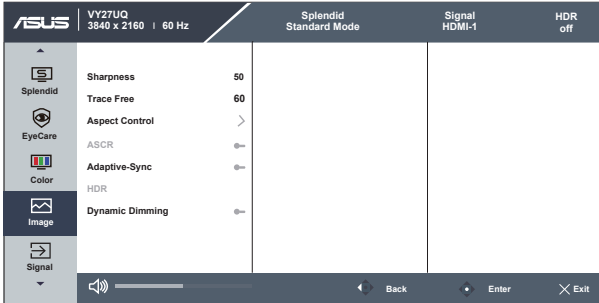 ASUS
VY27UQ
3840 x 2160 | 60 Hz
Splendid
Standard Mode
Signal
HDMI-1
HDR
off
Splendid
EyeCare
Color
Image
Signal
Sharpness 50
Trace Free 60
Aspect Control
ASCR
Adaptive-Sync
HDR
Dynamic Dimming
Back
Enter
Exit